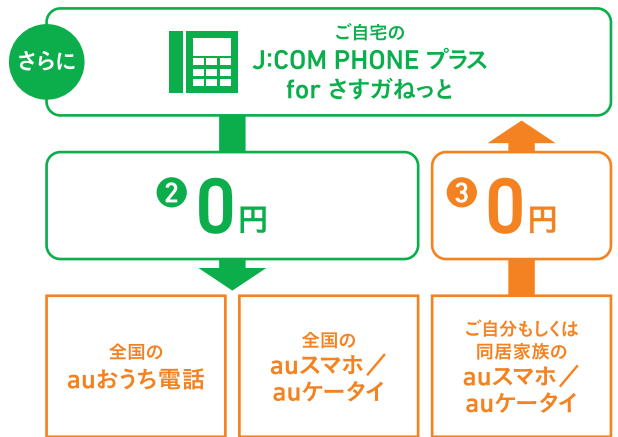 さらに
ご自宅の
J:COM PHONE プラス
for さすガねっと
2 0円
3 0円
全国の
auおうち電話
全国の
auスマホ／
auケータイ
ご自分もしくは
同居家族の
auスマホ／
auケータイ